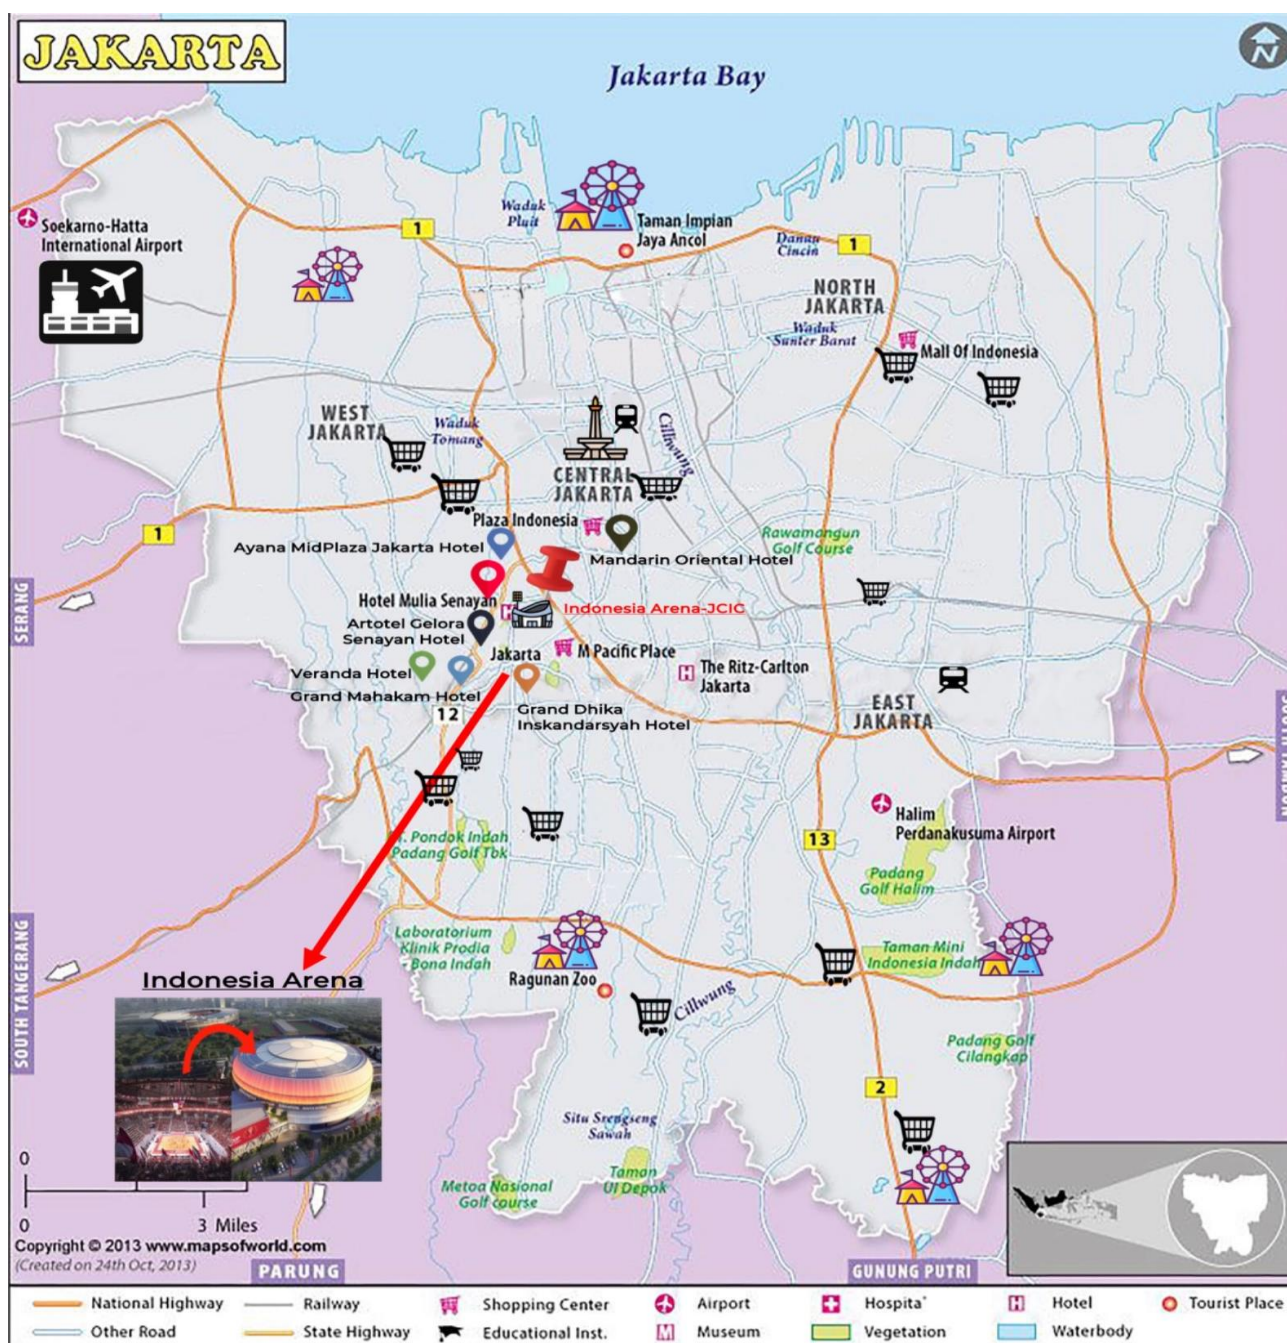 JAKARTA
N
Jakarta Bay
Soekarno-Hatta
International Airport
1
Waduk
Pluit
Taman Impian
Jaya Ancol
Danau
Cincin
1
NORTH
JAKARTA
Waduk
Sunter Barat
Mall Of Indonesia
WEST
JAKARTA
Waduk
Tomang
Cilliwung
CENTRAL
JAKARTA
1
Plaza Indonesia
Ayana MidPlaza Jakarta Hotel
Mandarin Oriental Hotel
Rawamangun
Golf Course
SERANG
Hotel Mulia Senayan
H
Indonesia Arena-JCIC
Artotel Gelora
Senayan Hotel
Jakarta
M Pacific Place
Veranda Hotel
Grand Mahakam Hotel
H
The Ritz-Carlton
Jakarta
12
Grand Dhika
Inskandarsyah Hotel
EAST
JAKARTA
Halim
Perdanakusuma Airport
13
Pondok Indah
Padang Golf Tbk
Padang
Golf Halim
Laboratorium
Klinik Prodia
Bona Indah
Taman Mini
Indonesia Indah
Ragunan Zoo
Cillwung
SOUTH TANGERANG
Indonesia Arena
Padang Golf
Cilangkap
2
Situ Srengseng
Sawah
Taman
UI Depok
Metoa Nasional
Golf course
0
0
3 Miles
Copyright © 2013 www.mapsofworld.com
(Created on 24th Oct, 2013)
PARUNG
GUNUNG PUTRI
National Highway
Railway
Shopping Center
Airport
Hospita
H
Hotel
Tourist Place
Other Road
State Highway
Educational Inst.
M
Museum
Vegetation
Waterbody